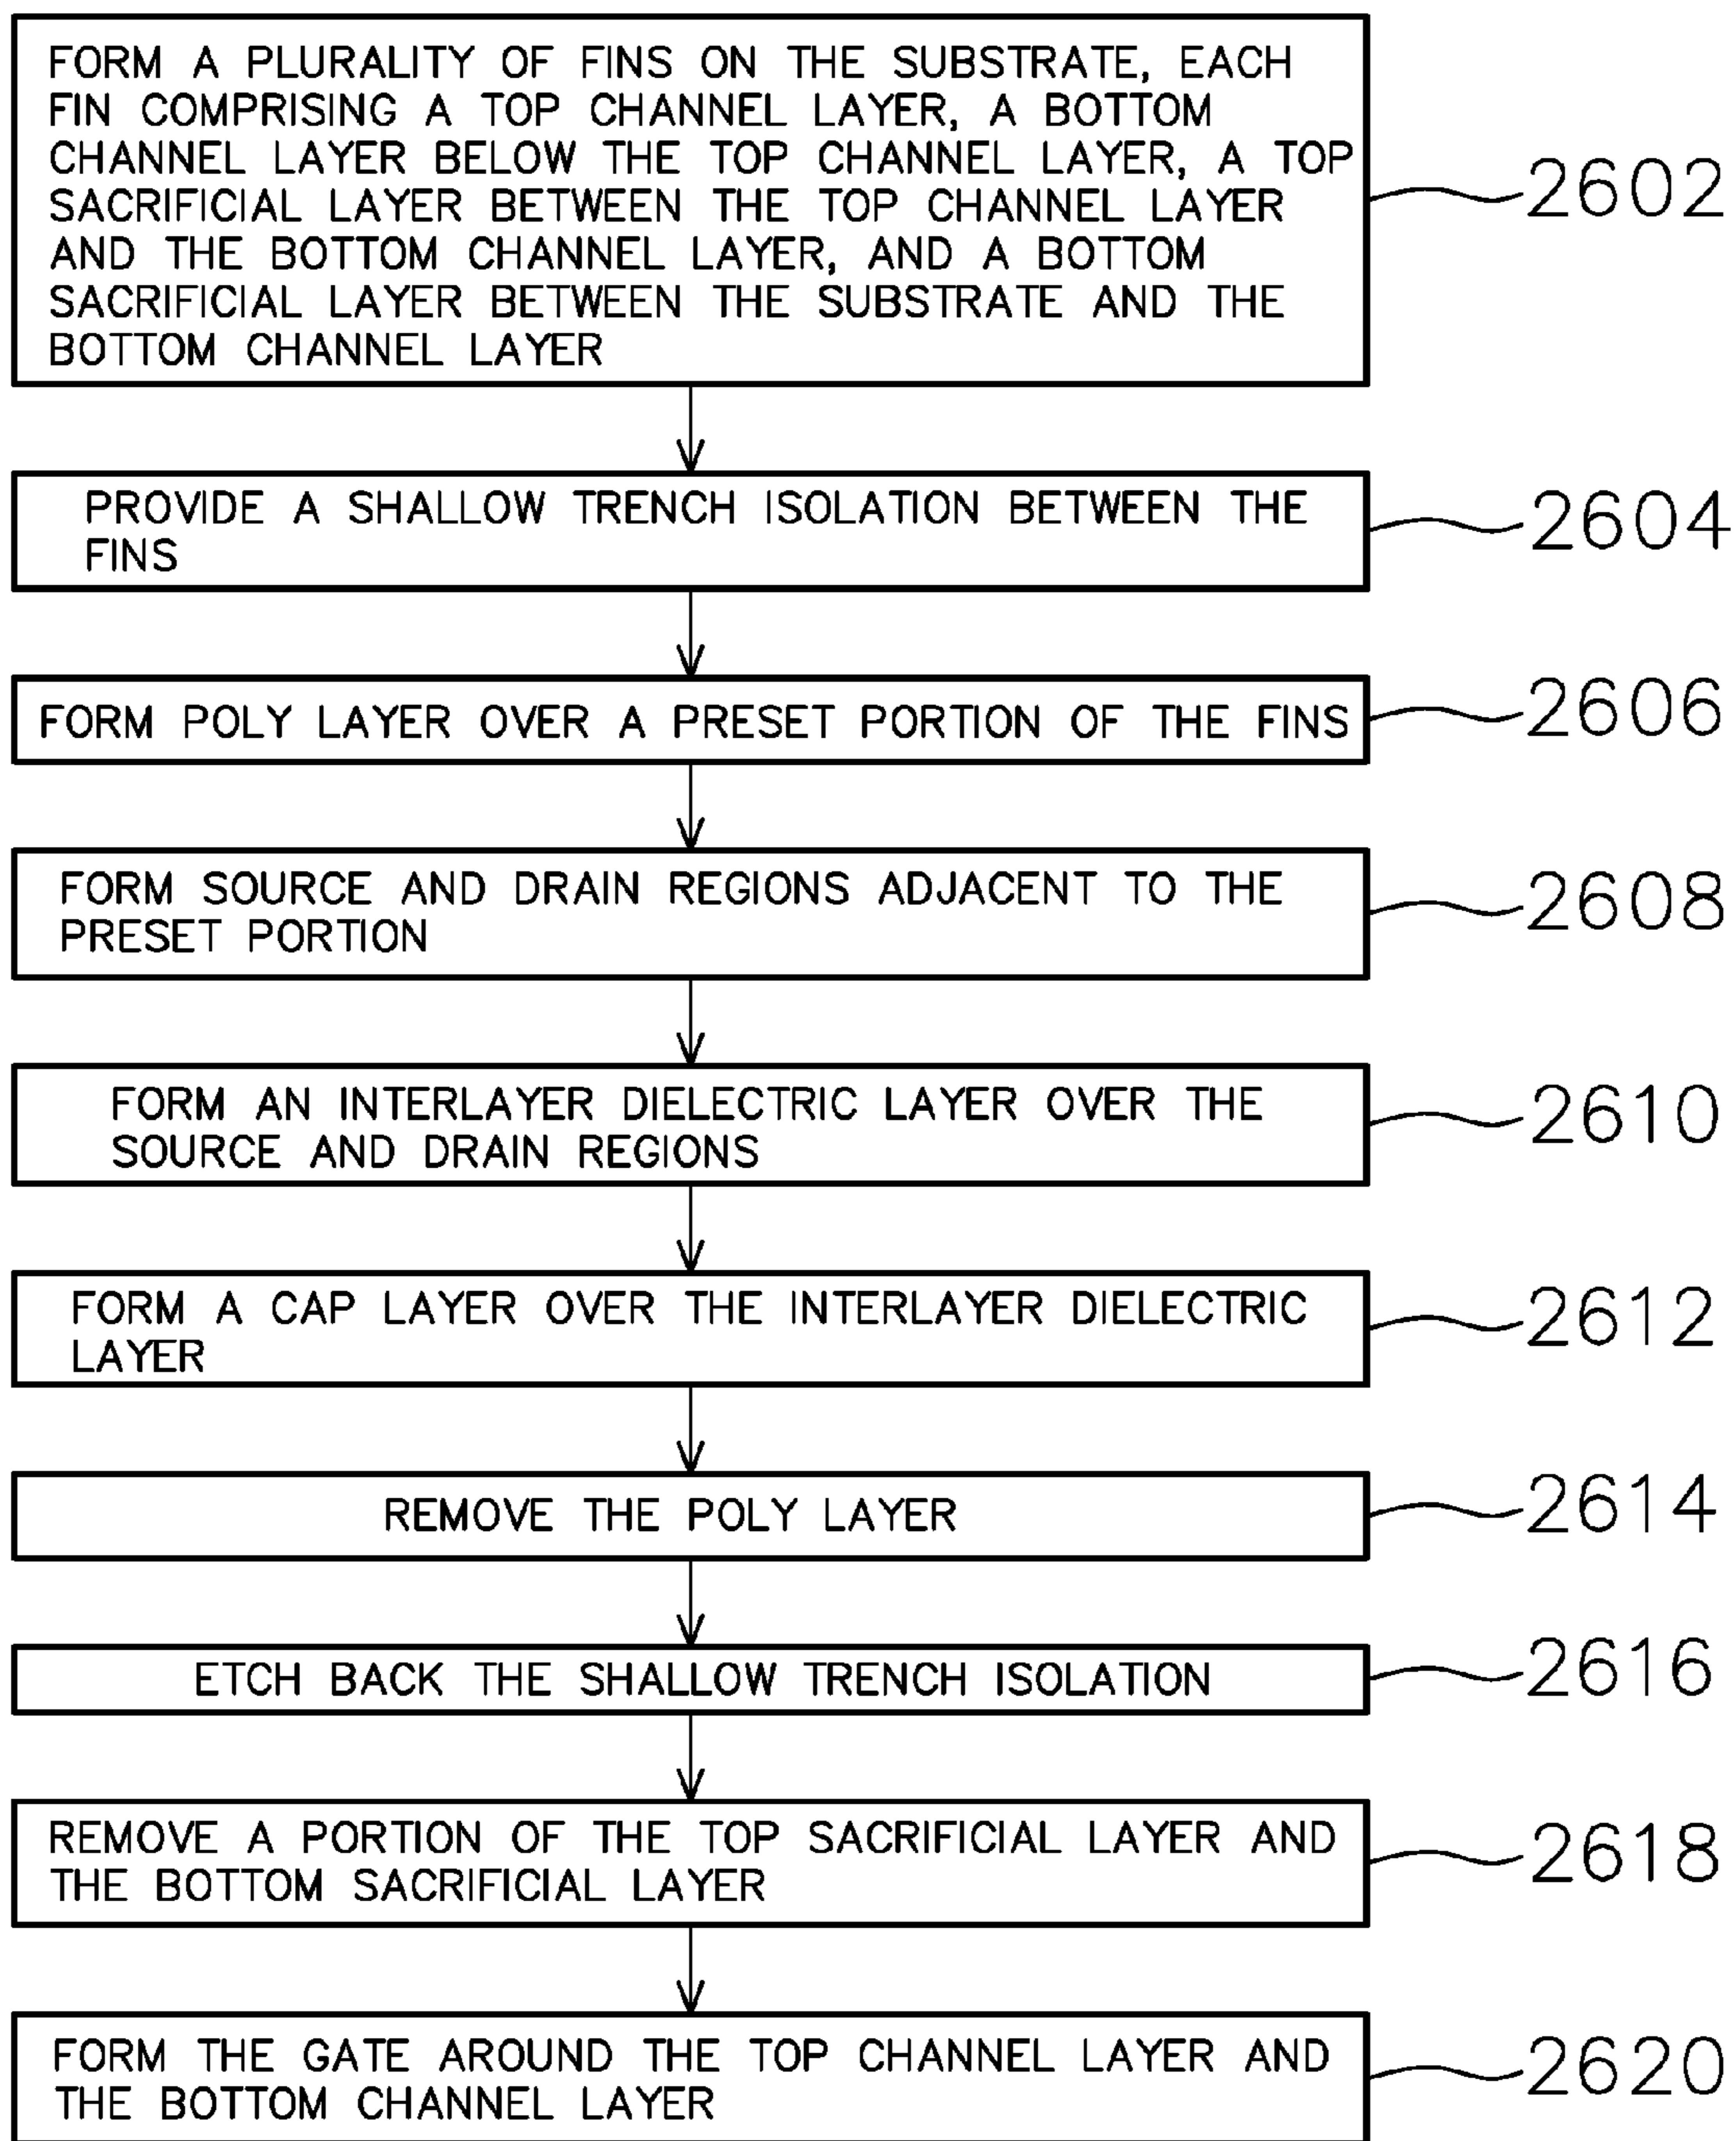 FORM A PLURALITY OF FINS ON THE SUBSTRATE, EACH
FIN COMPRISING A TOP CHANNEL LAYER, A BOTTOM
CHANNEL LAYER BELOW THE TOP CHANNEL LAYER, A TOP
SACRIFICIAL LAYER BETWEEN THE TOP CHANNEL LAYER
AND THE BOTTOM CHANNEL LAYER, AND A BOTTOM
SACRIFICIAL LAYER BETWEEN THE SUBSTRATE AND THE
BOTTOM CHANNEL LAYER
2602
PROVIDE A SHALLOW TRENCH ISOLATION BETWEEN THE
FINS
2604
FORM POLY LAYER OVER A PRESET PORTION OF THE FINS
2606
FORM SOURCE AND DRAIN REGIONS ADJACENT TO THE
PRESET PORTION
2608
FORM AN INTERLAYER DIELECTRIC LAYER OVER THE
SOURCE AND DRAIN REGIONS
2610
FORM A CAP LAYER OVER THE INTERLAYER DIELECTRIC
LAYER
2612
REMOVE THE POLY LAYER
2614
ETCH BACK THE SHALLOW TRENCH ISOLATION
2616
REMOVE A PORTION OF THE TOP SACRIFICIAL LAYER AND
THE BOTTOM SACRIFICIAL LAYER
2618
FORM THE GATE AROUND THE TOP CHANNEL LAYER AND
THE BOTTOM CHANNEL LAYER
2620